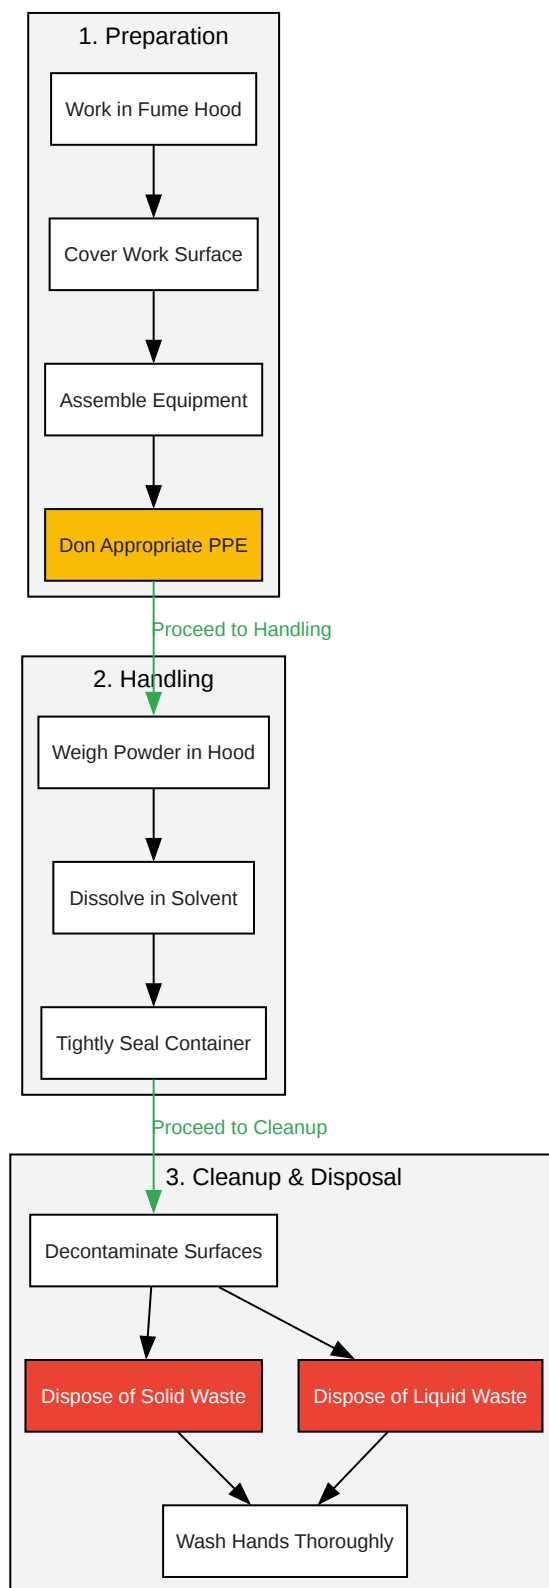 1. Preparation
Work in Fume Hood
Cover Work Surface
Assemble Equipment
Don Appropriate PPE
Proceed to Handling
2. Handling
Weigh Powder in Hood
Dissolve in Solvent
Tightly Seal Container
Proceed to Cleanup
3. Cleanup & Disposal
Decontaminate Surfaces
Dispose of Solid Waste
Dispose of Liquid Waste
Wash Hands Thoroughly